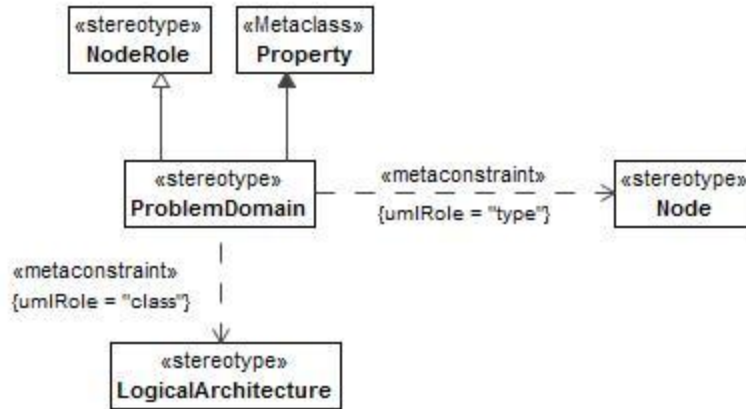 «stereotype»
NodeRole
«Metaclass»
Property
«stereotype»
ProblemDomain
«metaconstraint»
{umlRole = "type"}
«stereotype»
Node
«metaconstraint»
{umlRole = "class"}
«stereotype»
LogicalArchitecture